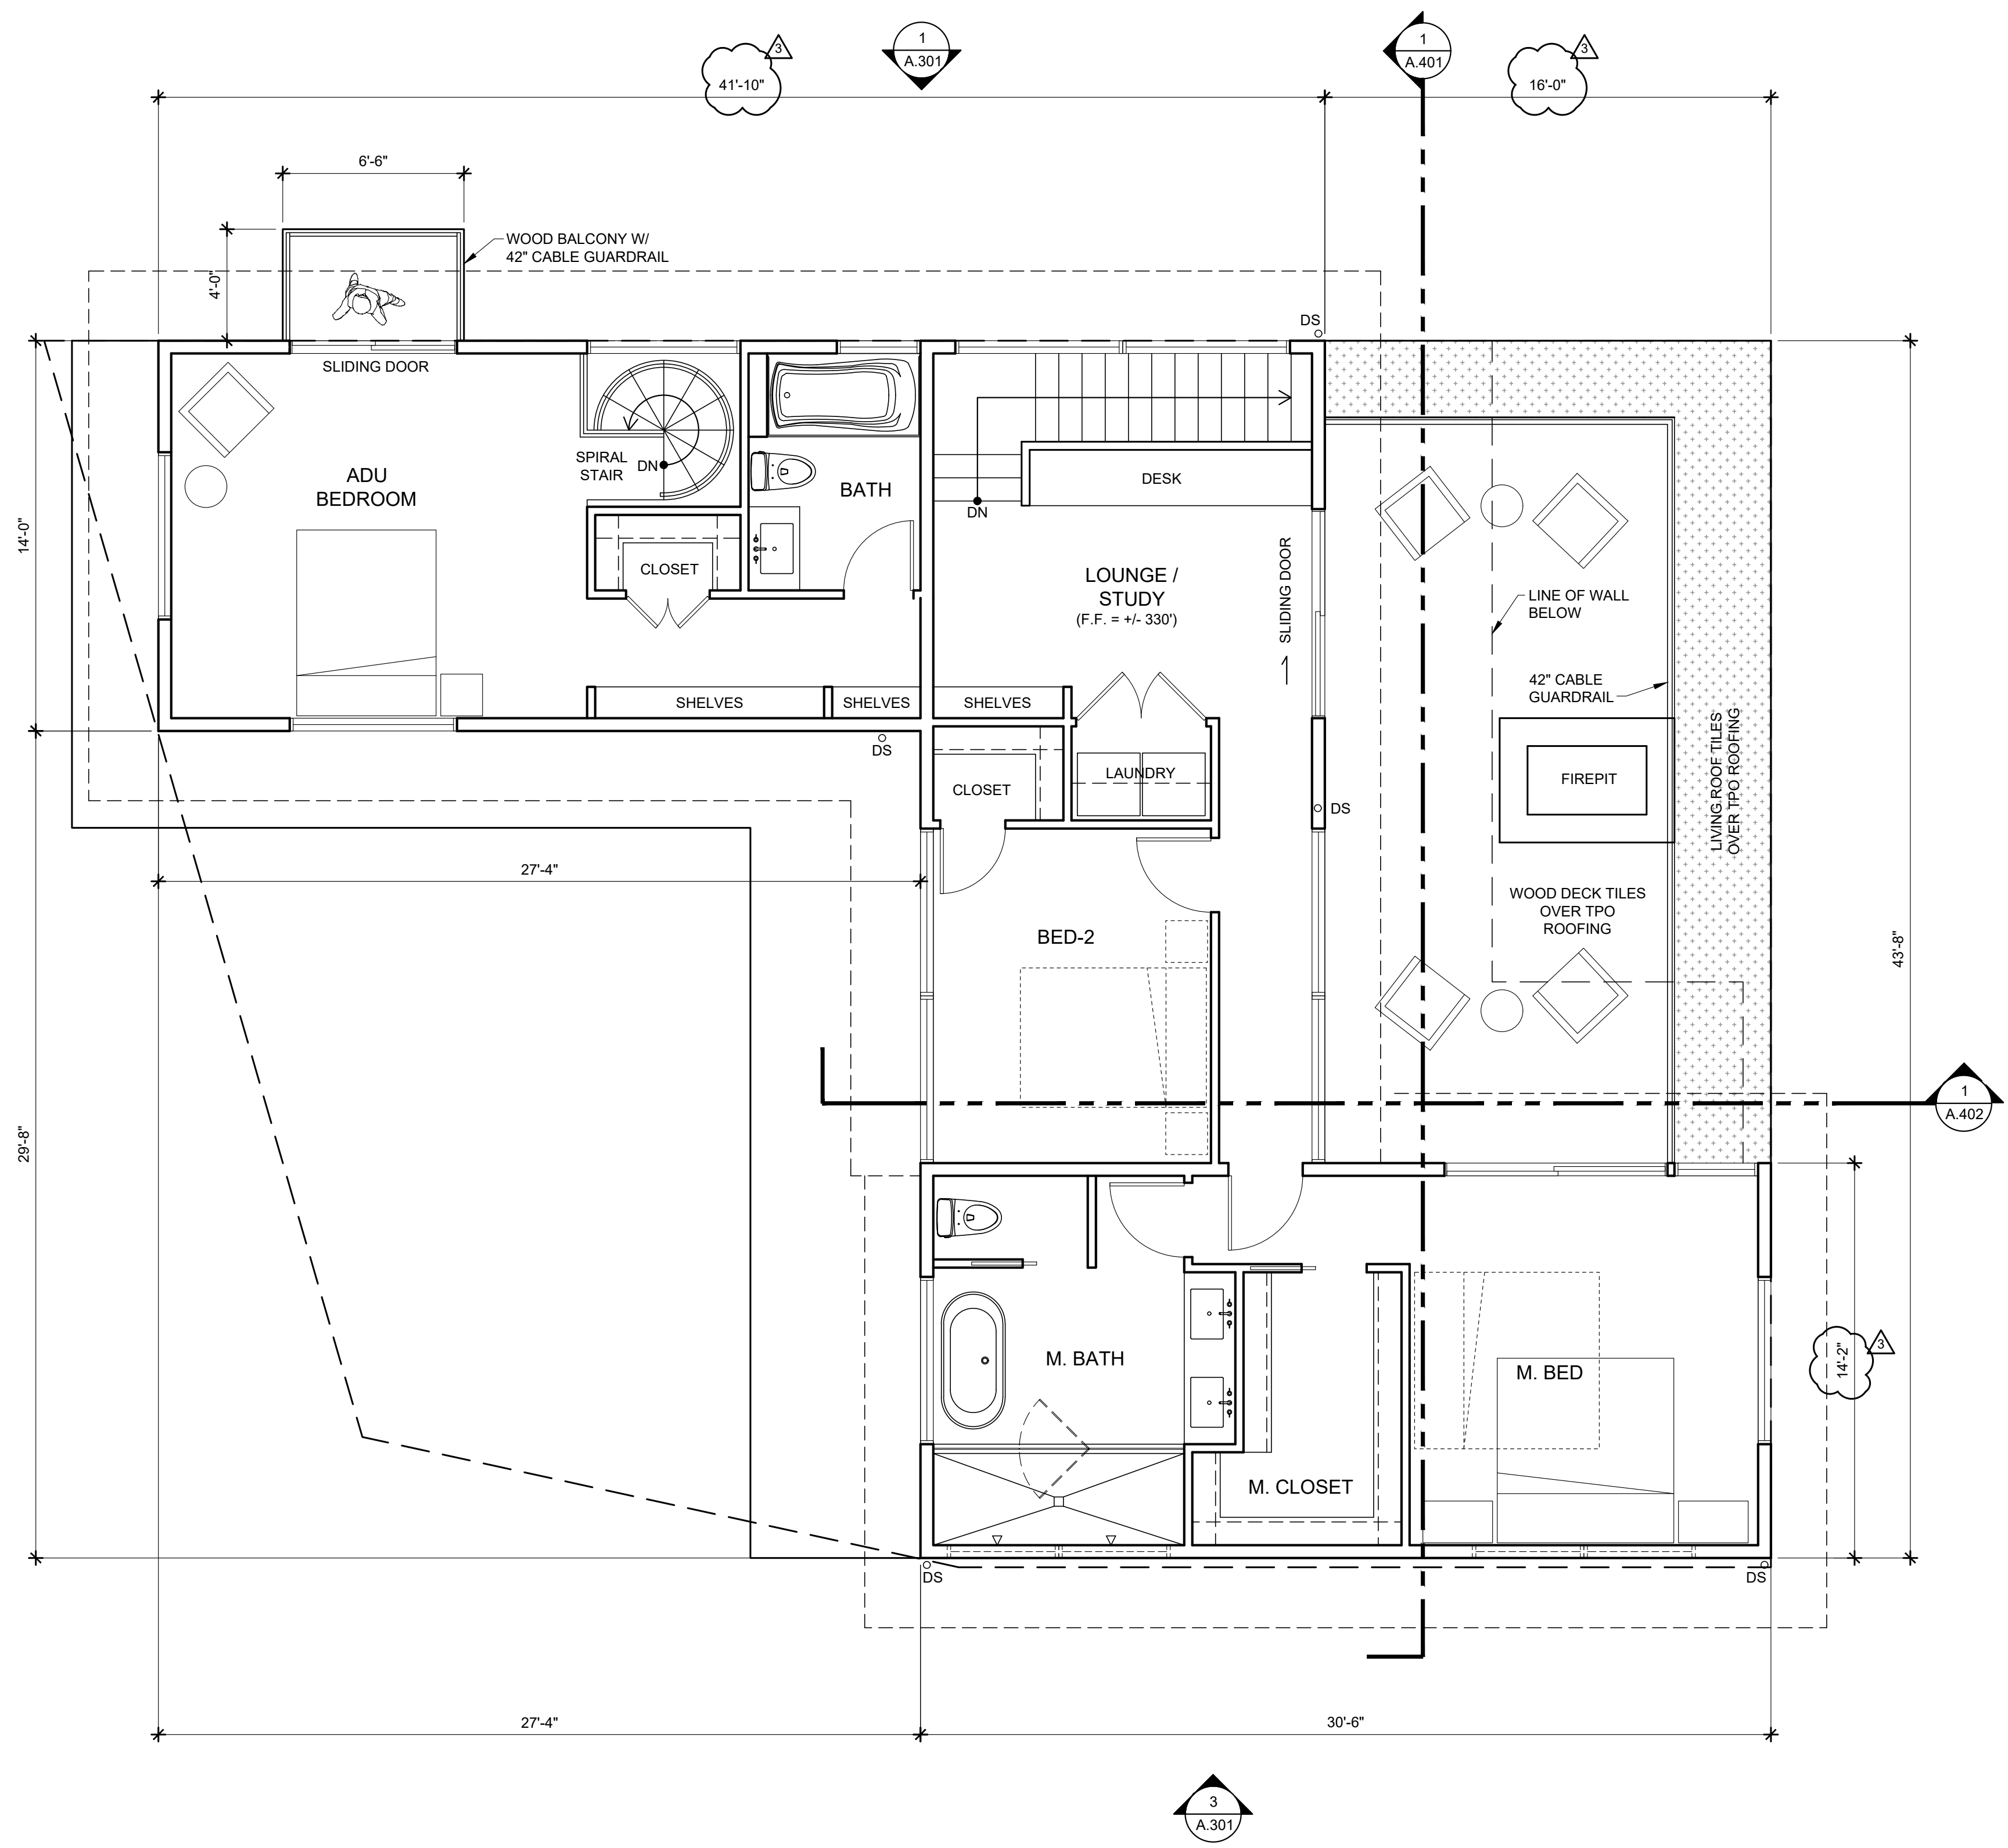 1
A.301
1
A.401
3
41'-10"
3
16'-0"
6'-6"
WOOD BALCONY W/
42" CABLE GUARDRAIL
4'-0"
DS
SLIDING DOOR
ADU
BEDROOM
SPIRAL
STAIR
DN
BATH
DESK
DN
14'-0"
CLOSET
LOUNGE /
STUDY
(F.F. = +/- 330')
SLIDING DOOR
LINE OF WALL
BELOW
42" CABLE
GUARDRAIL
SHELVES
SHELVES
SHELVES
DS
CLOSET
LAUNDRY
DS
FIREPIT
LIVING ROOF TILES
OVER TPO ROOFING
27'-4"
WOOD DECK TILES
OVER TPO
ROOFING
BED-2
43'-8"
1
A.402
29'-8"
M. BATH
M. BED
14'-2"
3
M. CLOSET
DS
DS
27'-4"
30'-6"
3
A.301